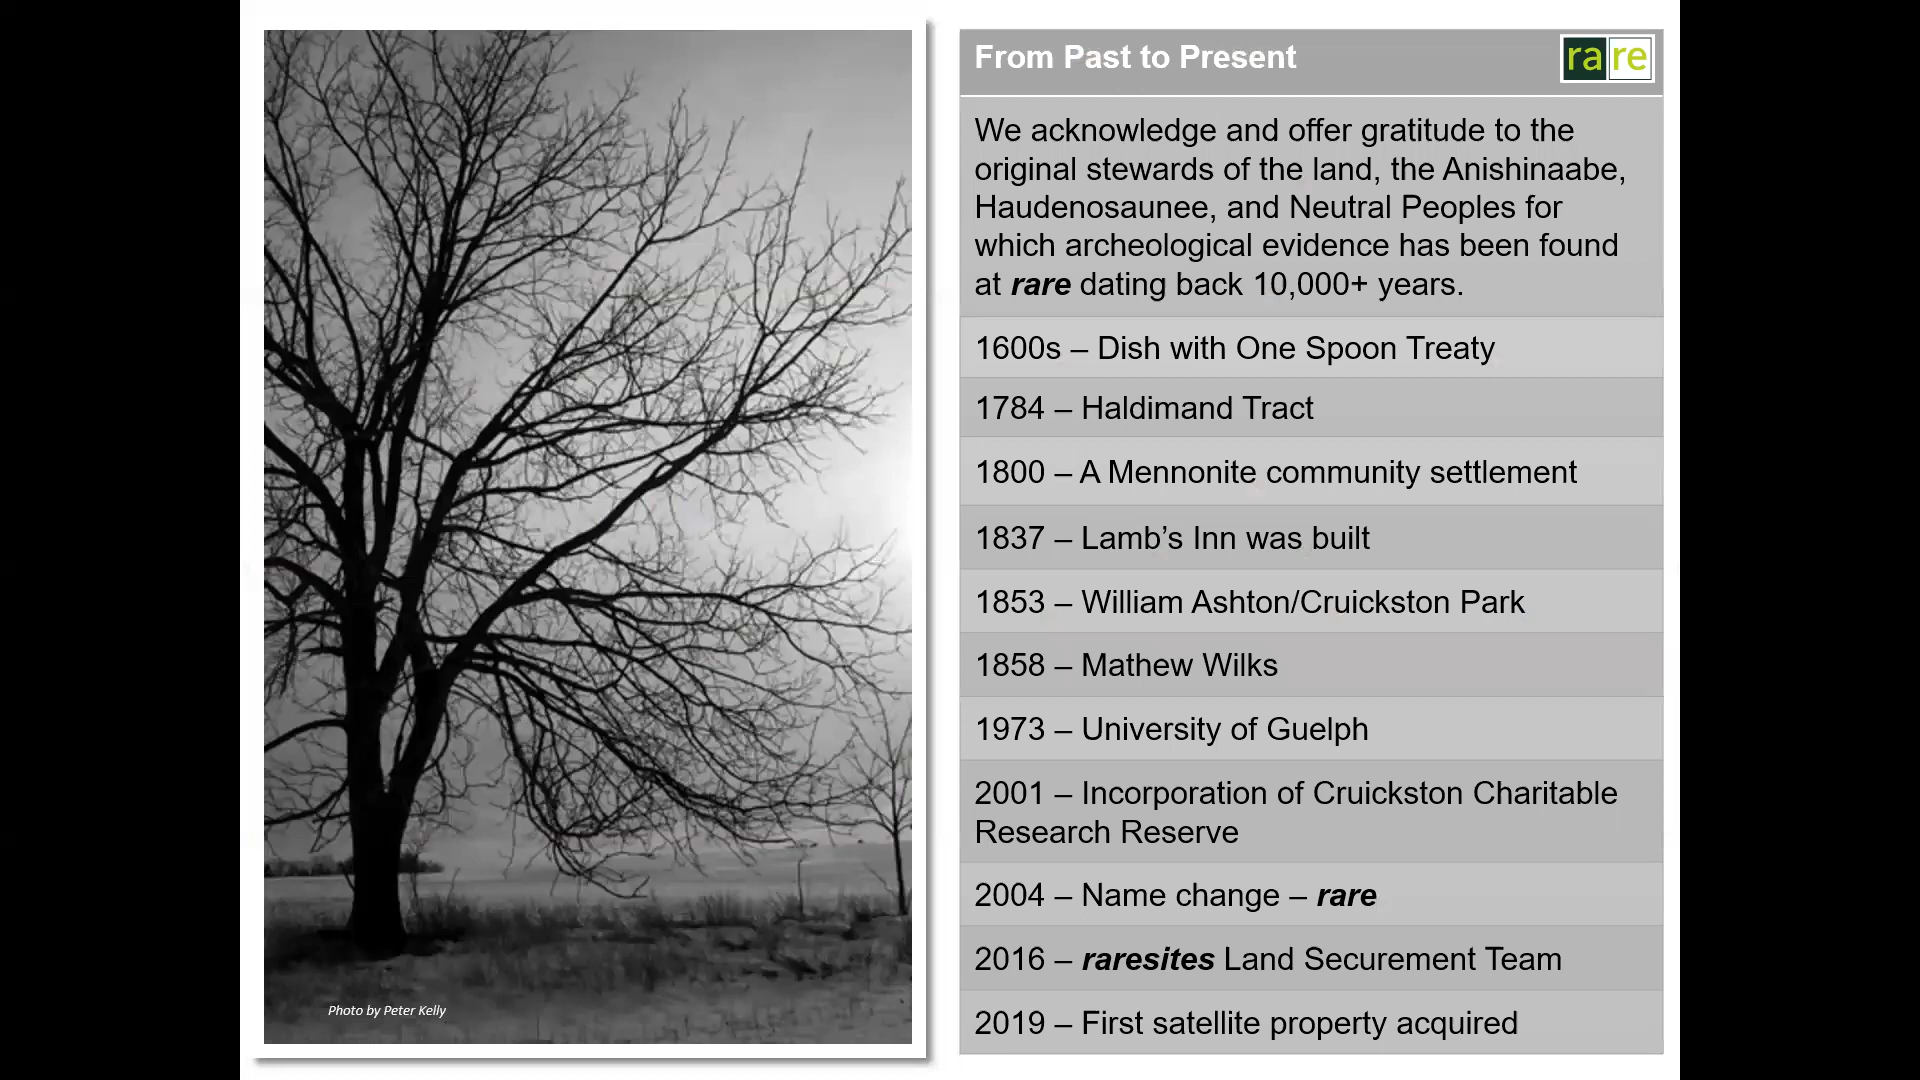 From Past to Present
rare
We acknowledge and offer gratitude to the
original stewards of the land, the Anishinaabe,
Haudenosaunee, and Neutral Peoples for
which archeological evidence has been found
at rare dating back 10,000+ years.
1600s – Dish with One Spoon Treaty
1784 – Haldimand Tract
1800 – A Mennonite community settlement
1837 – Lamb’s Inn was built
1853 – William Ashton/Cruickston Park
1858 – Mathew Wilks
1973 – University of Guelph
2001 – Incorporation of Cruickston Charitable
Research Reserve
2004 – Name change – rare
2016 – raresites Land Securement Team
2019 – First satellite property acquired
Photo by Peter Kelly